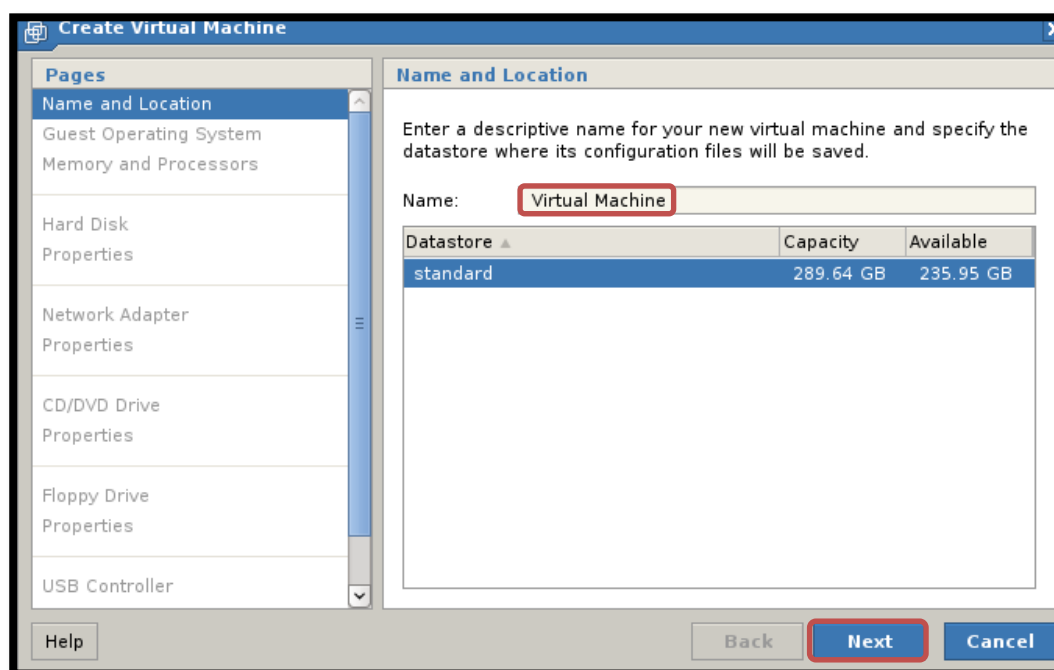 Create Virtual Machine
Pages
Name and Location
Guest Operating System
Memory and Processors
Hard Disk
Properties
Network Adapter
Properties
CD/DVD Drive
Properties
Floppy Drive
Properties
USB Controller
Name and Location
Enter a descriptive name for your new virtual machine and specify the
datastore where its configuration files will be saved.
Name: Virtual Machine
Datastore Capacity Available
standard 289.64 GB 235.95 GB
Help Back Next Cancel